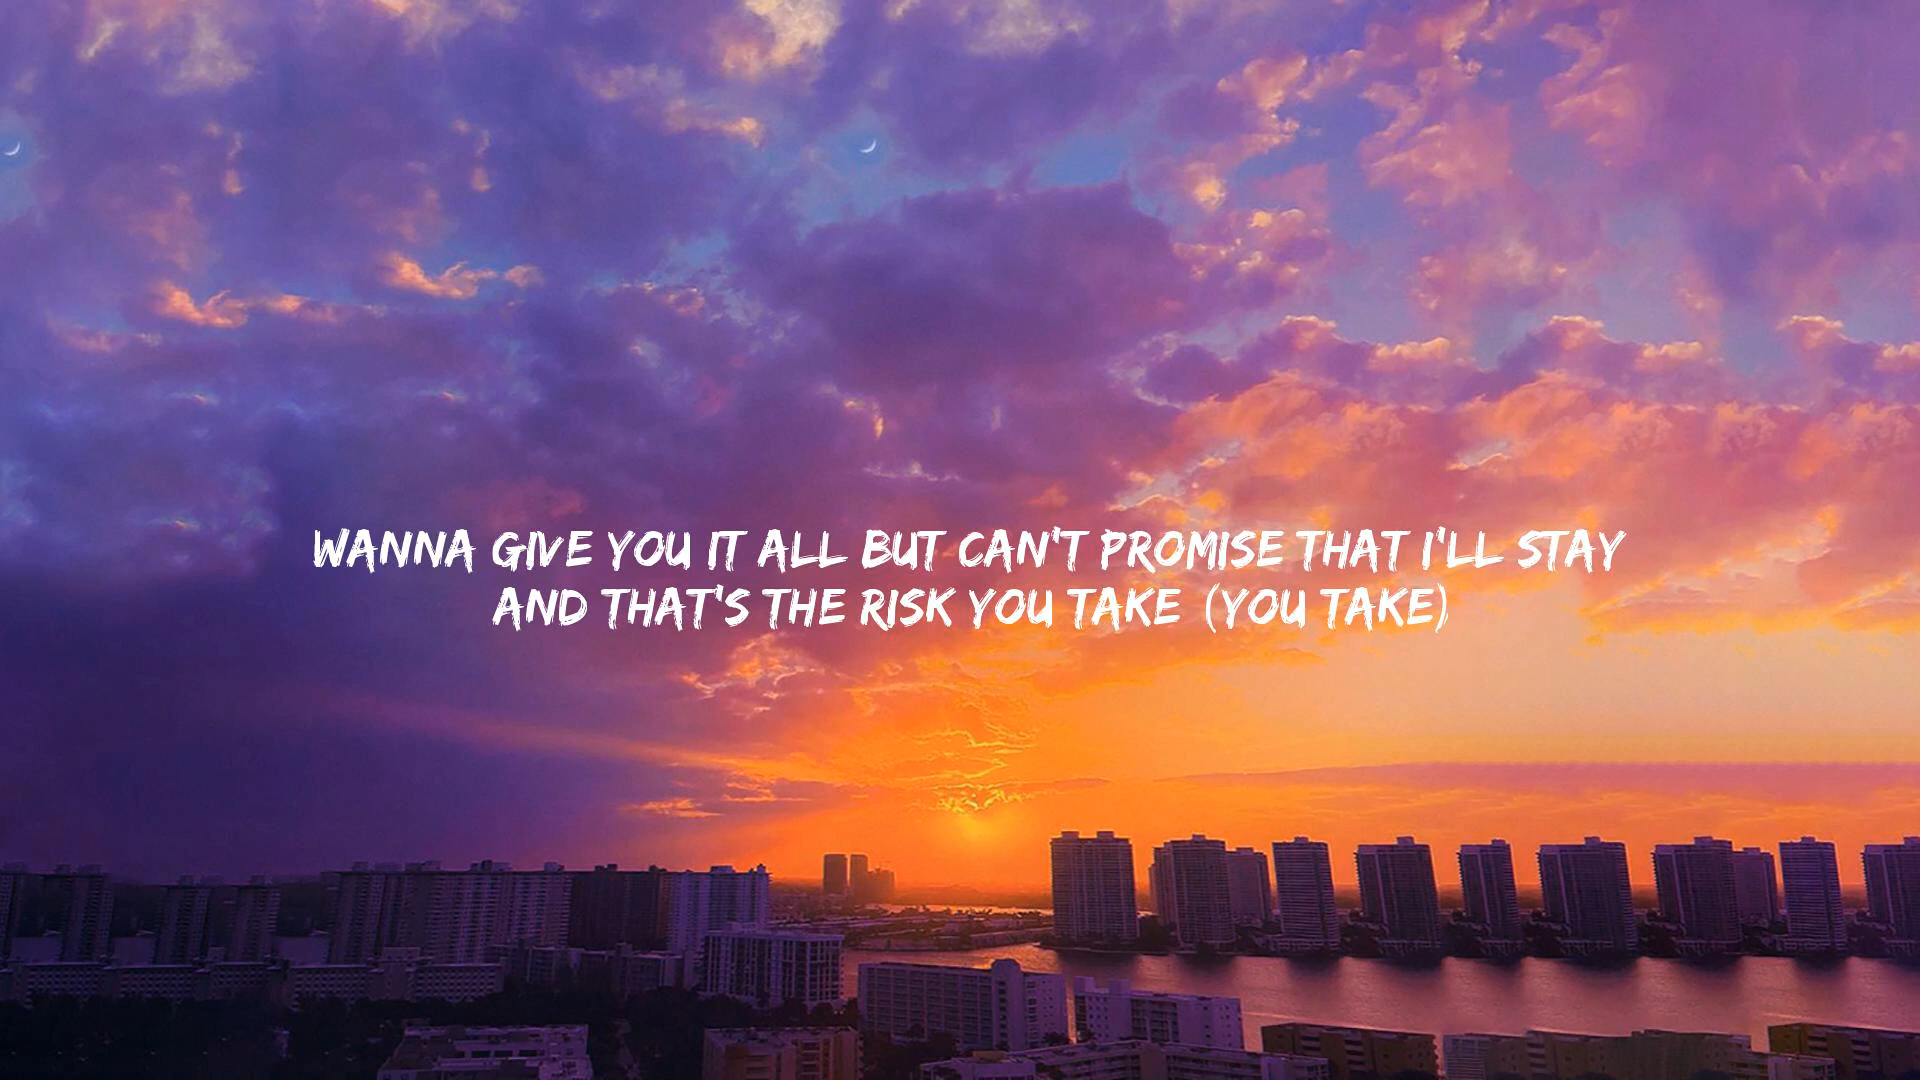 WANNA GIVE YOU IT ALL BUT CAN'T PROMISE THAT I'LL STAY
AND THAT'S THE RISK YOU TAKE (YOU TAKE)